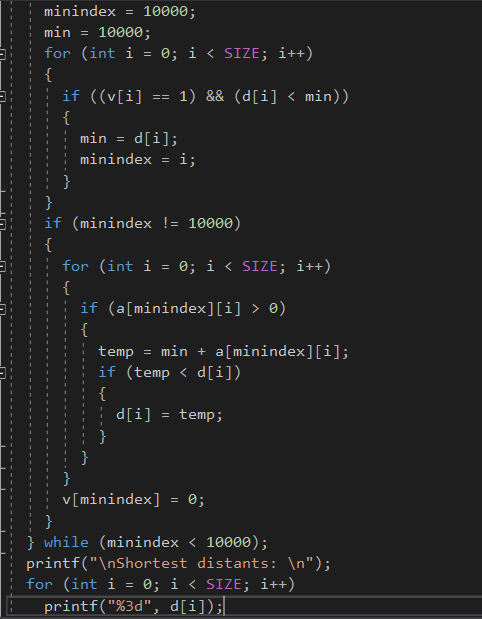 minindex = 10000;
min = 10000;
for (int i = 0; i < SIZE; i++)
{
if ((v[i] == 1) && (d[i] < min))
{
min = d[i];
minindex = i;
}
}
if (minindex != 10000)
{
for (int i = 0; i < SIZE; i++)
{
if (a[minindex][i] > 0)
{
temp = min + a[minindex][i];
if (temp < d[i])
{
d[i] = temp;
}
}
}
v[minindex] = 0;
}
} while (minindex < 10000);
printf("\nShortest distants: \n");
for (int i = 0; i < SIZE; i++)
printf("%3d", d[i]);